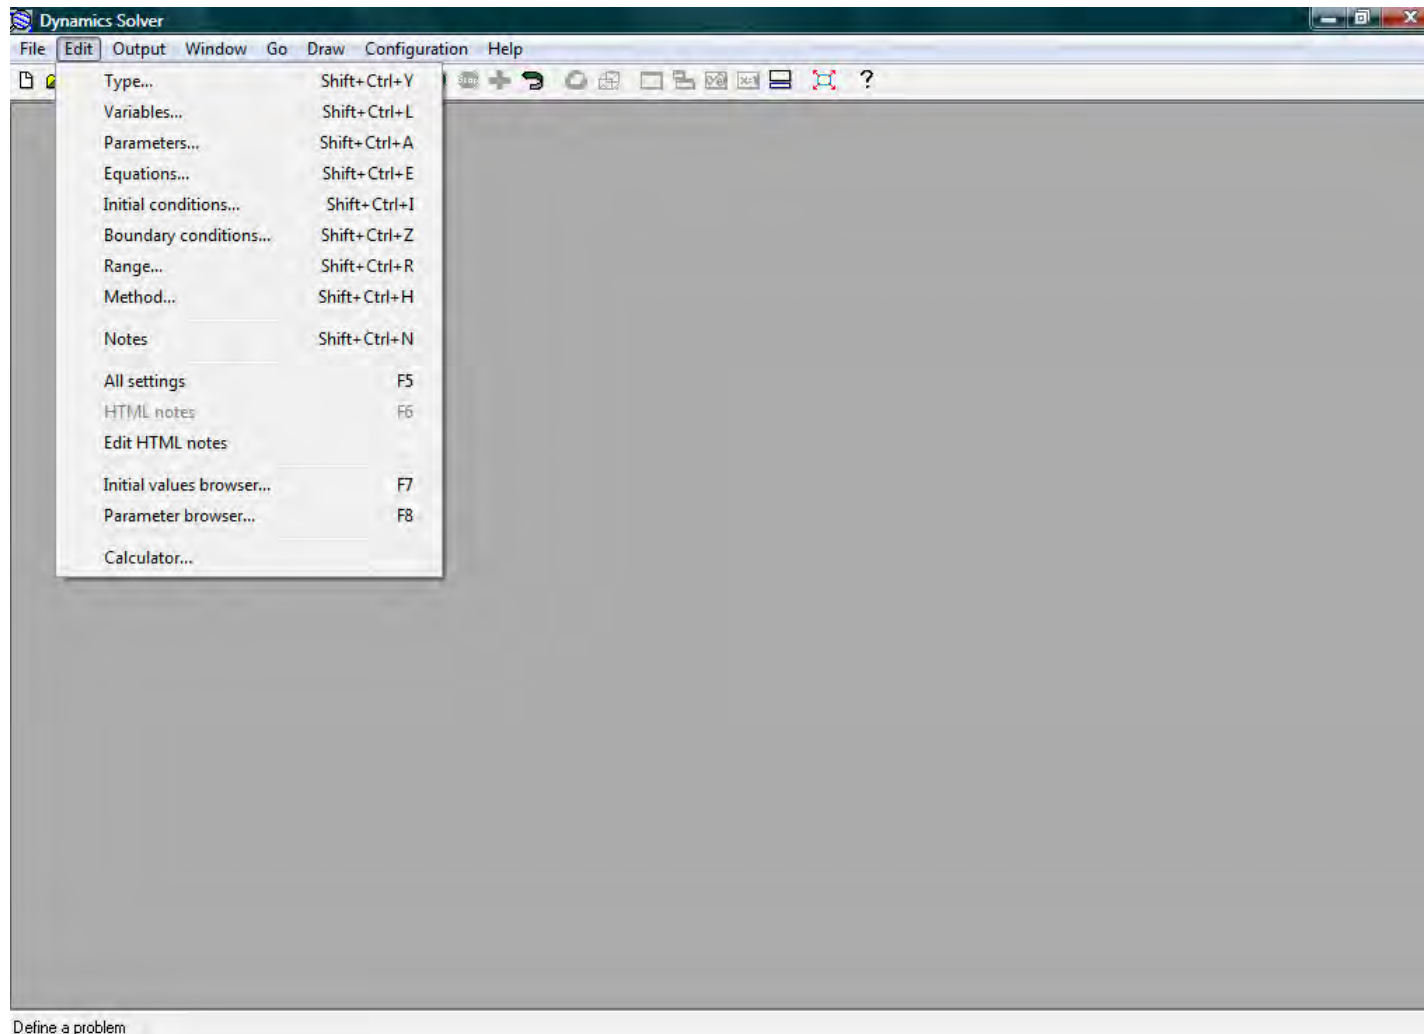 Dynamics Solver
File Edit Output Window Go Draw Configuration Help
Type... Shift+Ctrl+Y
Variables... Shift+Ctrl+L
Parameters... Shift+Ctrl+A
Equations... Shift+Ctrl+E
Initial conditions... Shift+Ctrl+I
Boundary conditions... Shift+Ctrl+Z
Range... Shift+Ctrl+R
Method... Shift+Ctrl+H
Notes Shift+Ctrl+N
All settings F5
HTML notes F6
Edit HTML notes
Initial values browser... F7
Parameter browser... F8
Calculator...
Define a problem